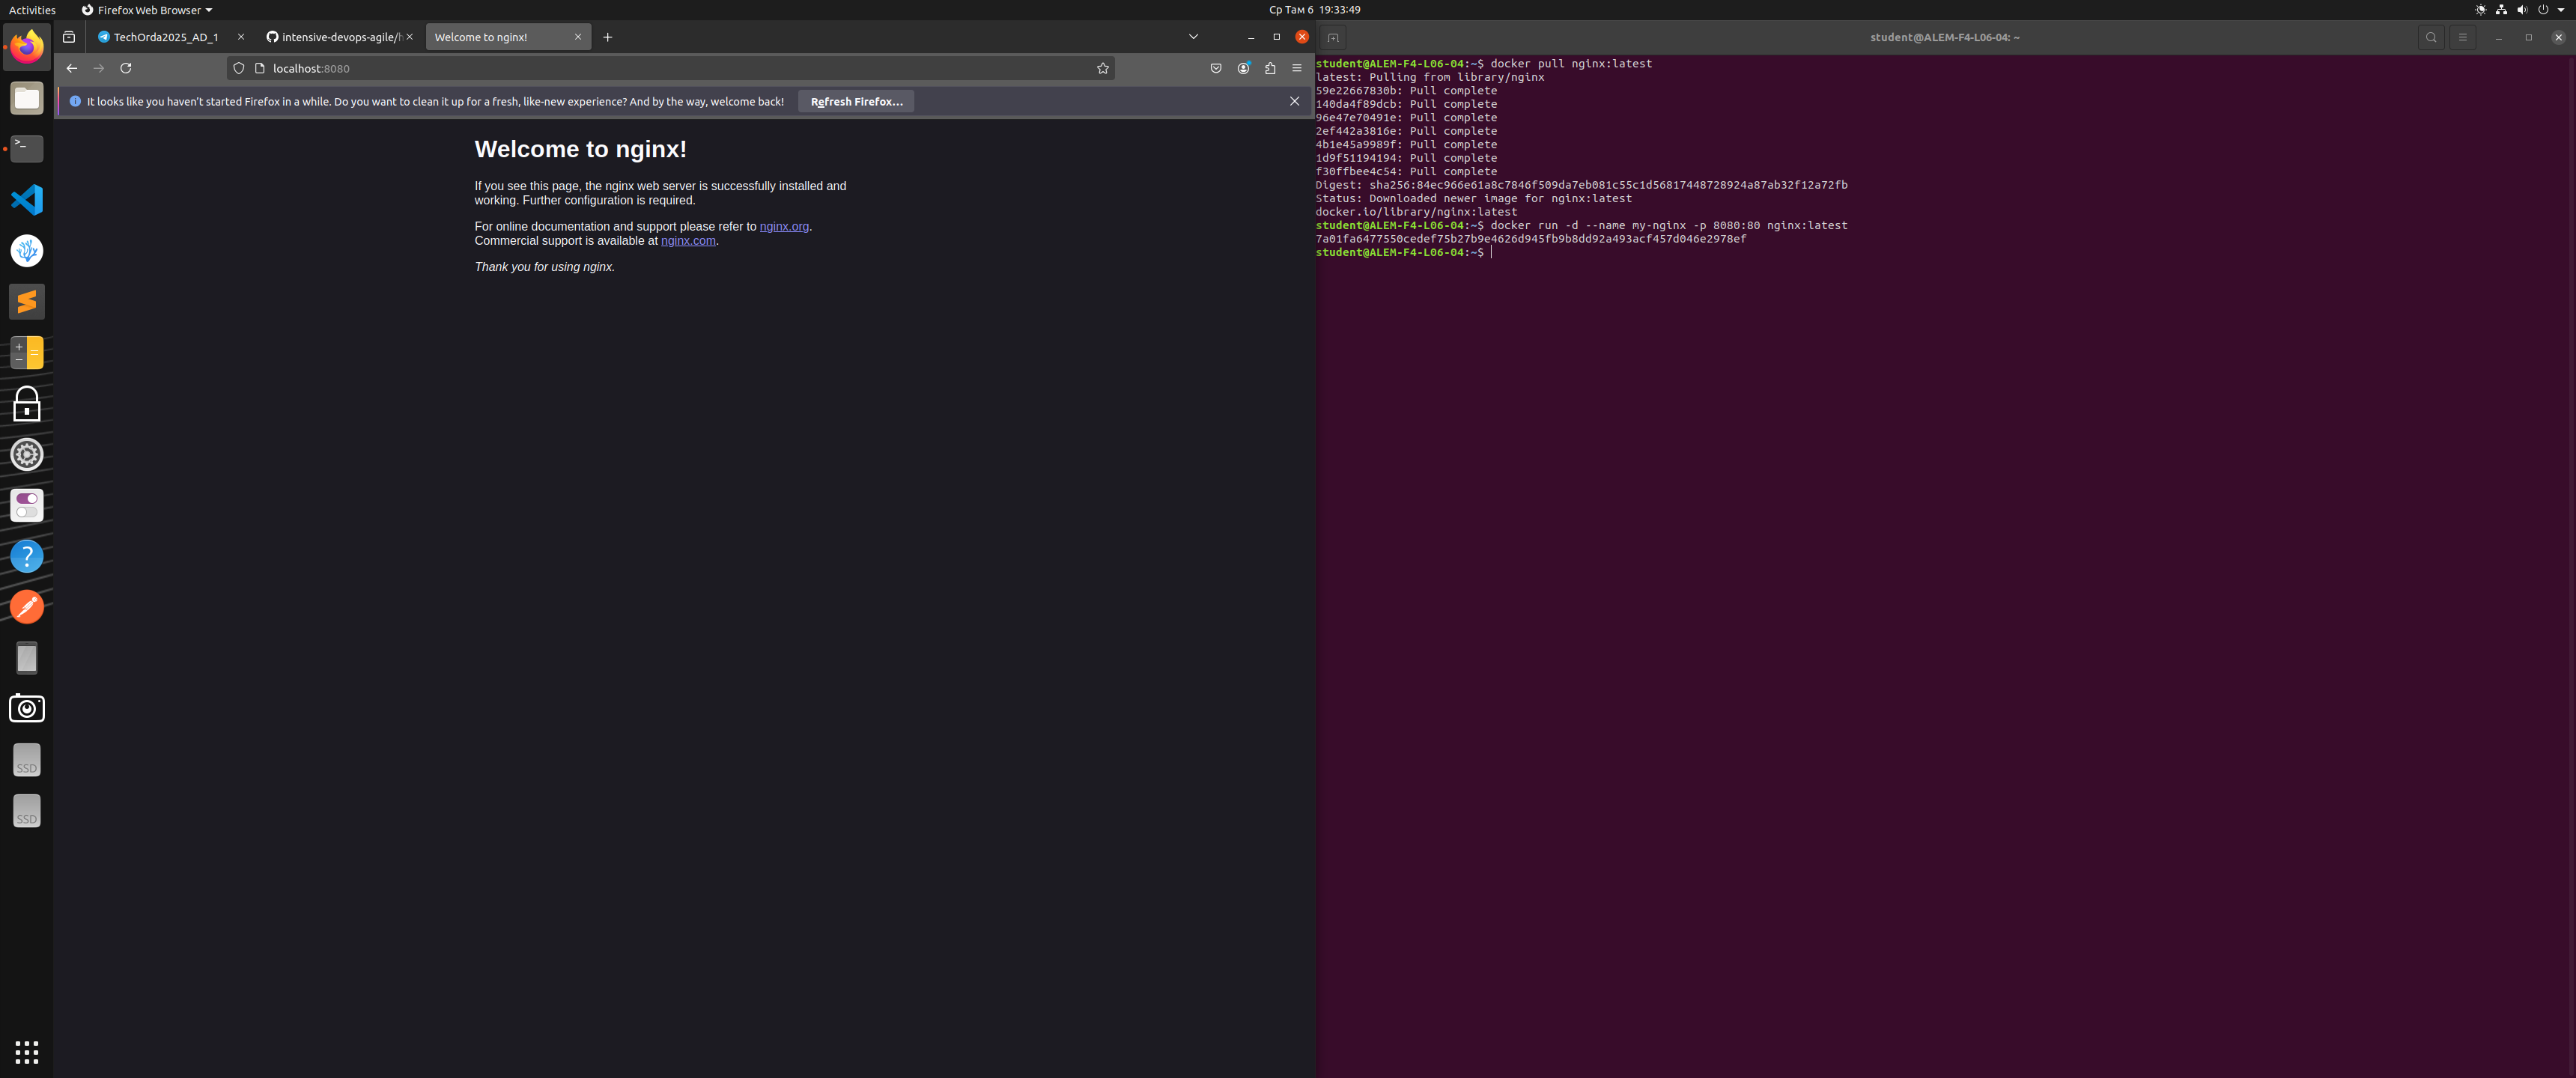 Activities
Firefox Web Browser
Ср Там 6 19:33:49
TechOrda2025_AD_1
intensive-devops-agile/h
Welcome to nginx!
student@ALEM-F4-L06-04: ~
localhost:8080
It looks like you haven't started Firefox in a while. Do you want to clean it up for a fresh, like-new experience? And by the way, welcome back!
Refresh Firefox...
Welcome to nginx!
If you see this page, the nginx web server is successfully installed and
working. Further configuration is required.
For online documentation and support please refer to nginx.org.
Commercial support is available at nginx.com.
Thank you for using nginx.
SSD
SSD
student@ALEM-F4-L06-04:~$ docker pull nginx:latest
latest: Pulling from library/nginx
59e22667830b: Pull complete
140da4f89dcb: Pull complete
96e47e70491e: Pull complete
2ef442a3816e: Pull complete
4b1e45a9989f: Pull complete
1d9f51194194: Pull complete
f30ffbee4c54: Pull complete
Digest: sha256:84ec966e61a8c7846f509da7eb081c55c1d56817448728924a87ab32f12a72fb
Status: Downloaded newer image for nginx:latest
docker.io/library/nginx:latest
student@ALEM-F4-L06-04:~$ docker run -d --name my-nginx -p 8080:80 nginx:latest
7a01fa6477550cedef75b27b9e4626d945fb9b8dd92a493acf457d046e2978ef
student@ALEM-F4-L06-04:~$